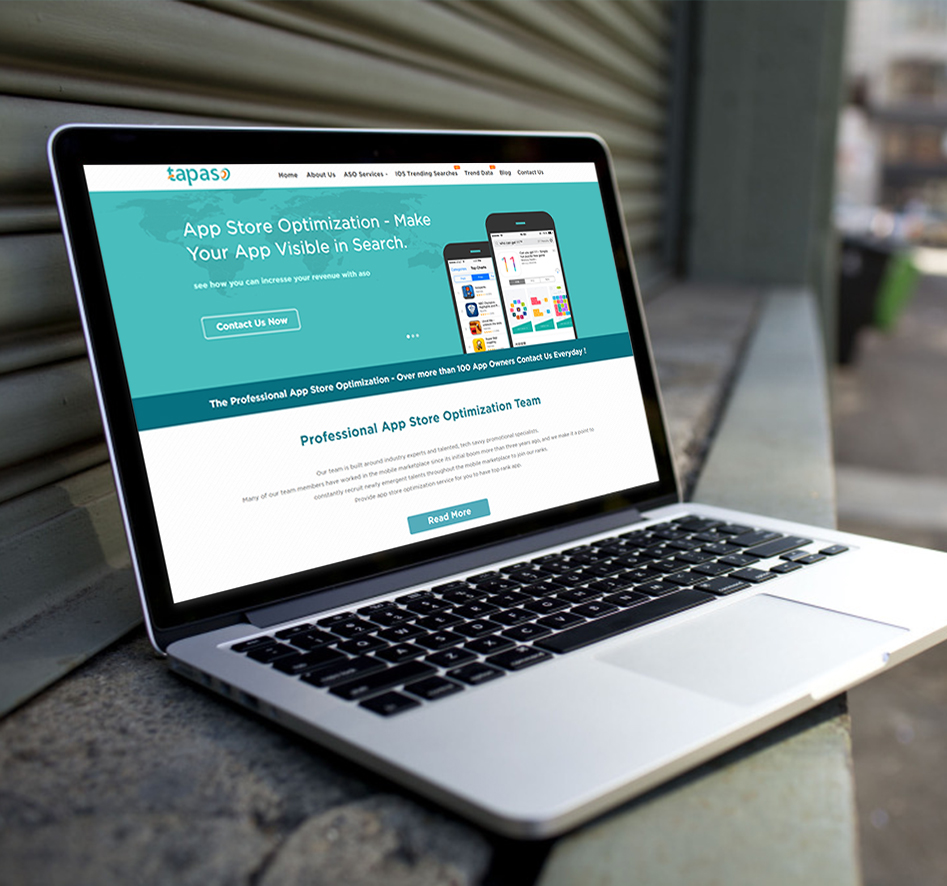 tapaso
Home About Us ASO Services IOS Trending Searches Trend Data Blog Contact Us
App Store Optimization - Make
Your App Visible in Search.
see how you can incresse your revenue with aso
Contact Us Now
Top Charts
11
The Professional App Store Optimization - Over more than 100 App Owners Contact Us Everyday !
Professional App Store Optimization Team
Our team is built around industry experts and talented, tech savvy promotional specialists.
Many of our team members have worked in the mobile marketplace since its initial boom more than three years ago, and we make it a point to
constantly recruit newly emergent talents throughout the mobile marketplace to join our ranks.
Provide app store optimization service for you to have top rank app.
Read More